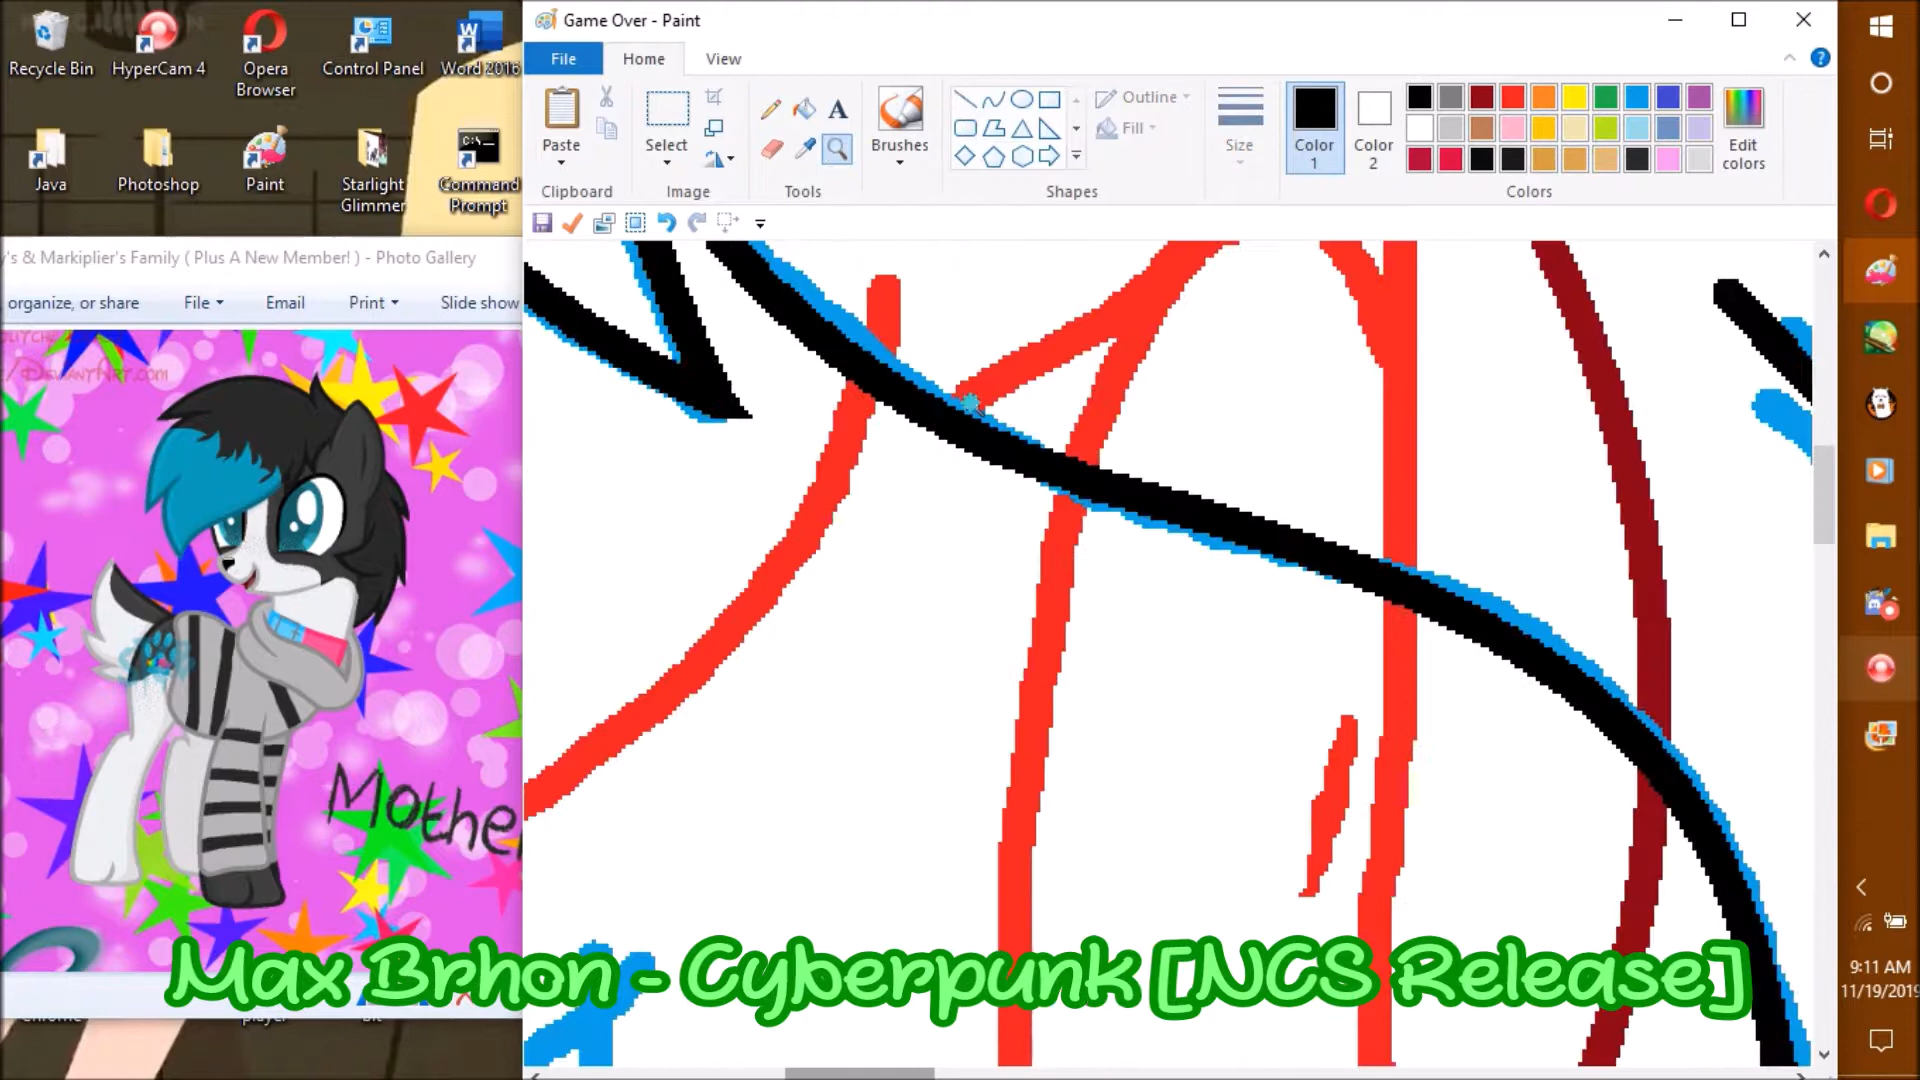 Recycle Bin
HyperCam 4
Opera Browser
Control Panel
Word 2016
Java
Photoshop
Paint
Starlight Glimmer
Command Prompt
y's & Markiplier's Family ( Plus A New Member! ) - Photo Gallery
organize, or share File Email Print Slide show
DeviantArt.com
Mothe
Game Over - Paint
File Home View
Paste
Select
A
Brushes
Outline
Fill
Size
Color 1
Color 2
Edit colors
Clipboard Image Tools Shapes Colors
Max Brhon - Cyberpunk [NCS Release]
9:11 AM
11/19/2019